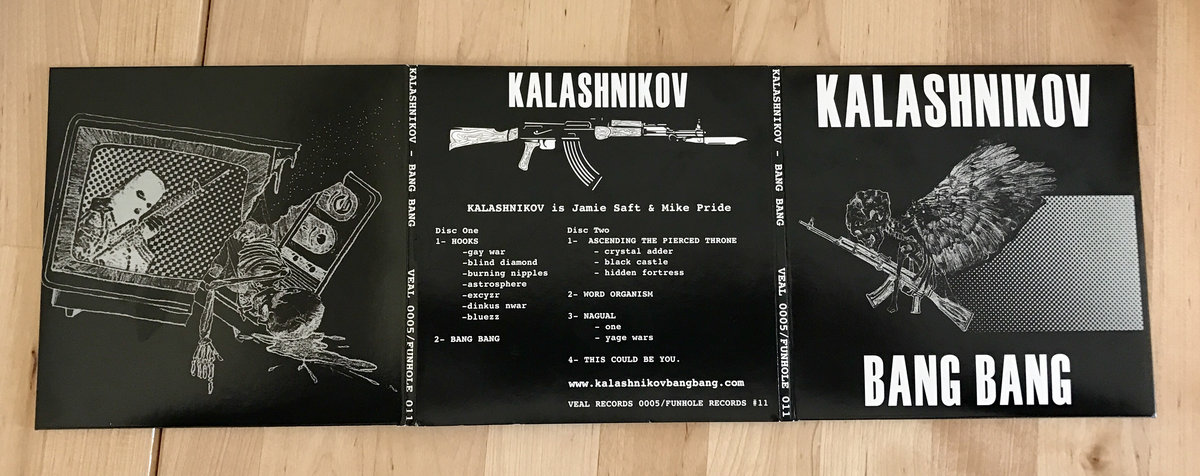 KALASHNIKOV - BANG BANG VEAL 0005/FUNHOLE 011
KALASHNIKOV
KALASHNIKOV is Jamie Saft & Mike Pride
Disc One
1- HOOKS
-gay war
-blind diamond
-burning nipples
-astrosphere
-excyzr
-dinkus nwar
-bluezz
2- BANG BANG
Disc Two
1- ASCENDING THE PIERCED THRONE
- crystal adder
- black castle
- hidden fortress
2- WORD ORGANISM
3- NAGUAL
- one
- yage wars
4- THIS COULD BE YOU.
www.kalashnikovbangbang.com
VEAL RECORDS 0005/FUNHOLE RECORDS #11
KALASHNIKOV - BANG BANG VEAL 0005/FUNHOLE 011
KALASHNIKOV
BANG BANG